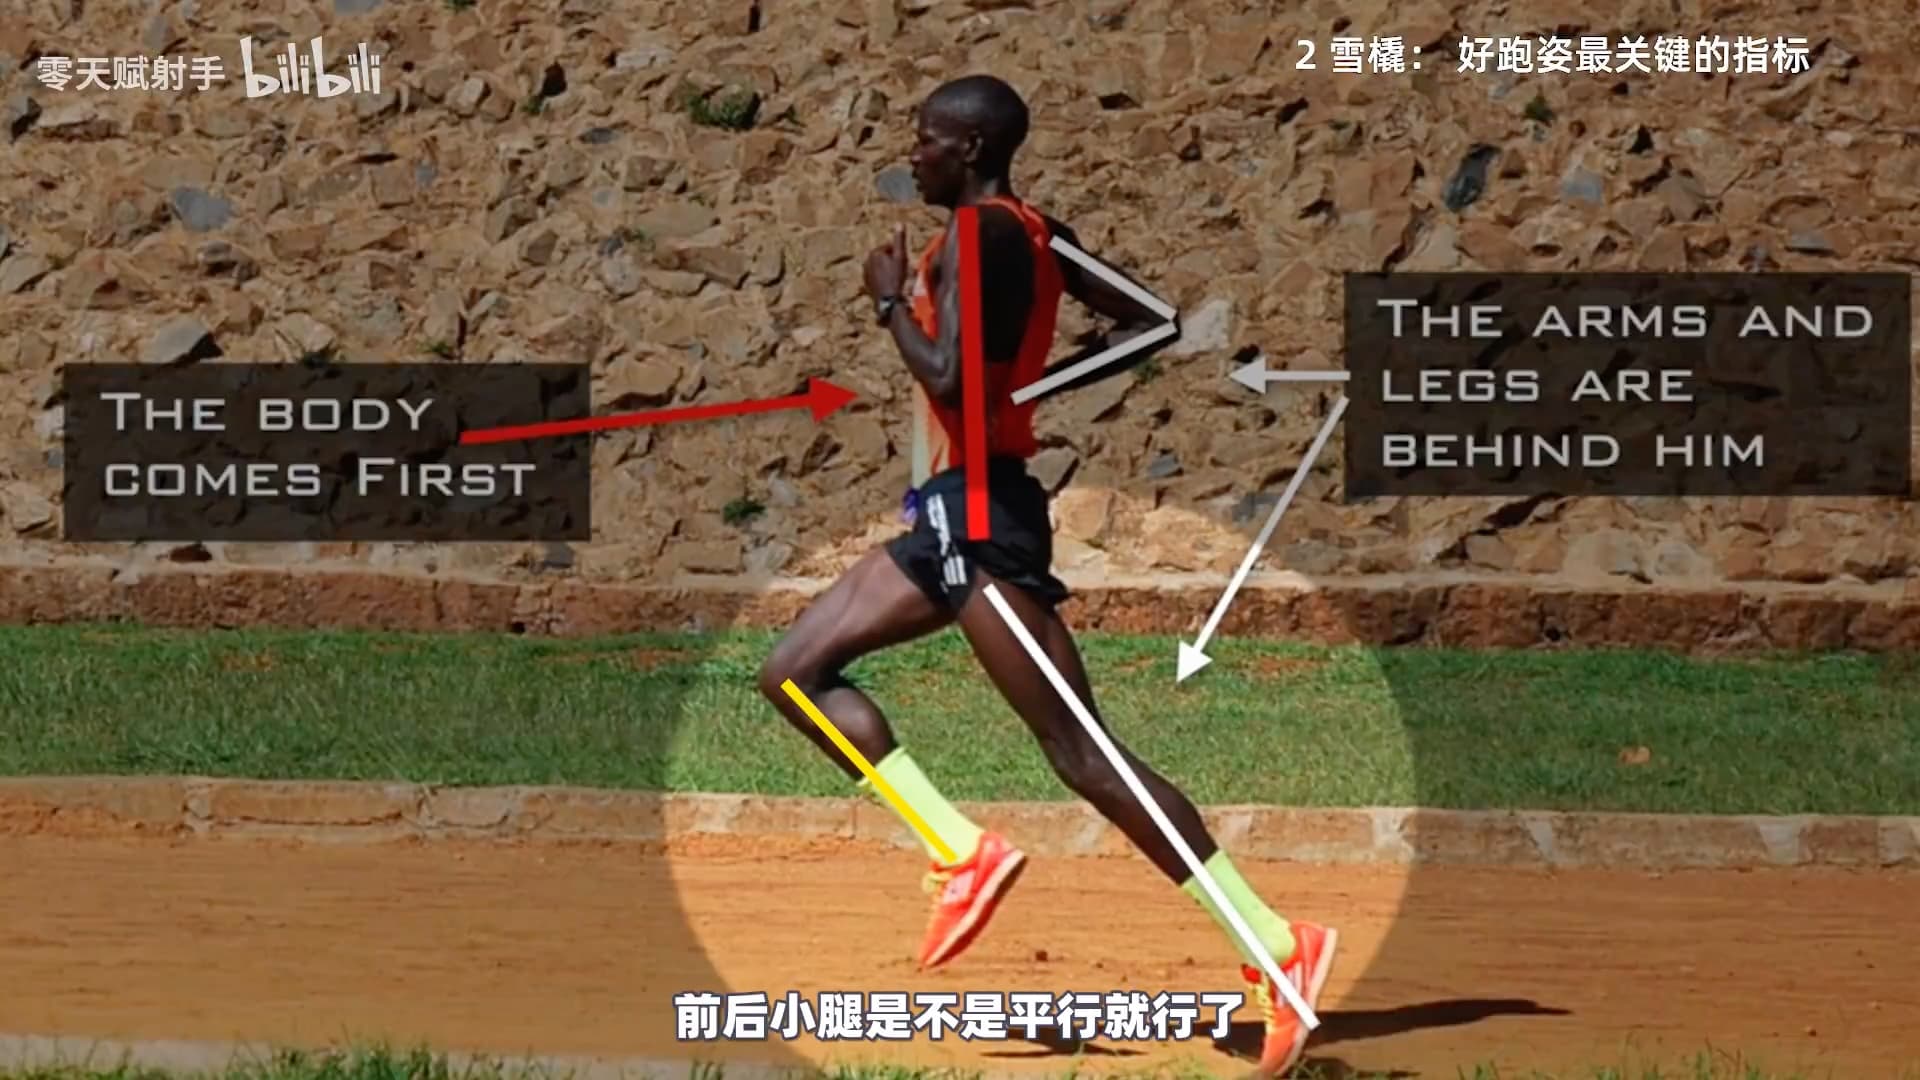 零天赋射手 bilibili
2 雪橇： 好跑姿最关键的指标
THE BODY
COMES FIRST
THE ARMS AND
LEGS ARE
BEHIND HIM
前后小腿是不是平行就行了